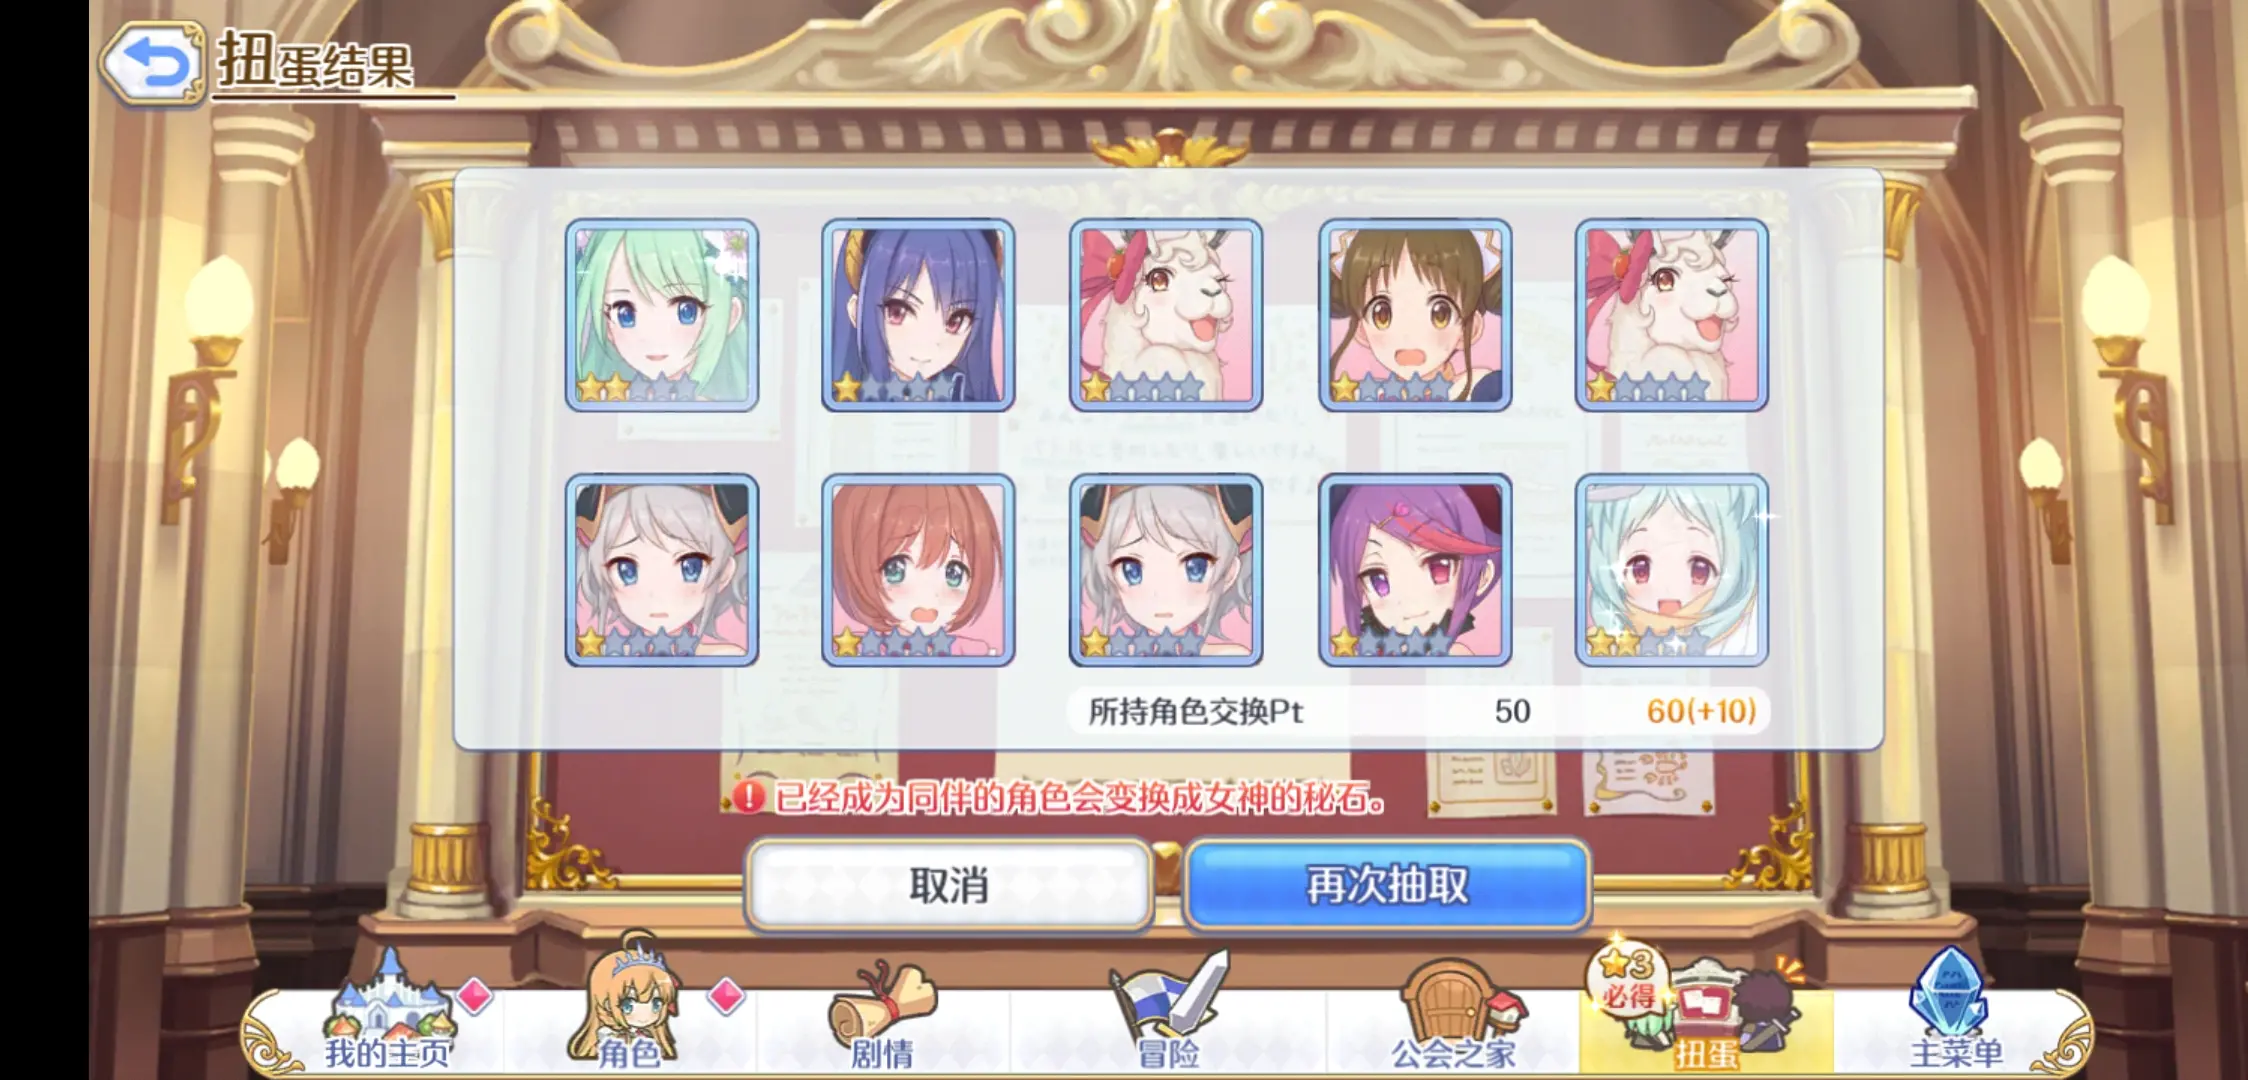 扭蛋结果
所持角色交换Pt 50 60(+10)
已经成为同伴的角色会变换成女神的秘石。
取消 再次抽取
3
必得
我的主页 角色 剧情 冒险 公会之家 扭蛋 主菜单